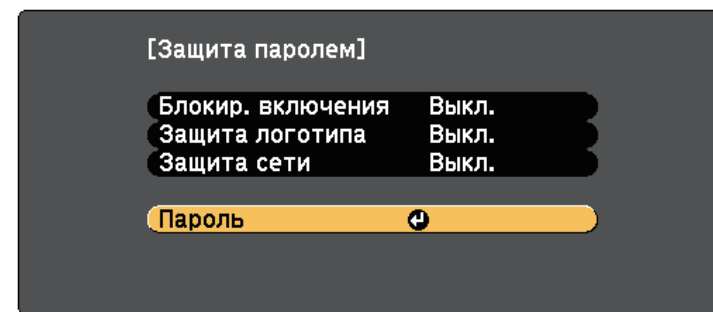 [Защита паролем]
Блокир. включения Выкл.
Защита логотипа Выкл.
Защита сети Выкл.
Пароль